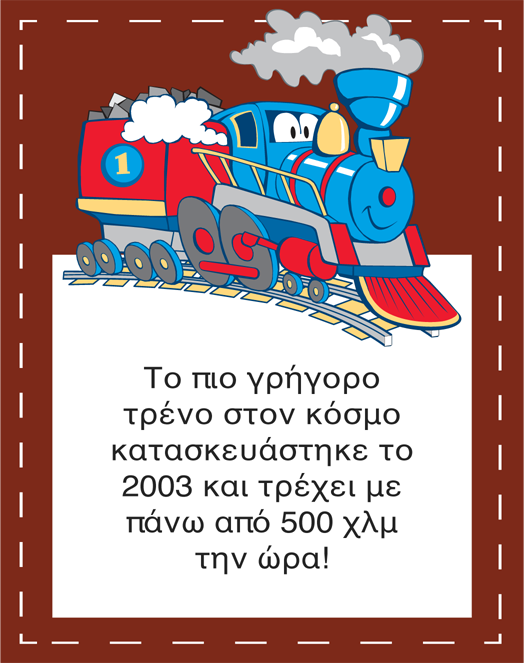 1
Το πιο γρήγορο
τρένο στον κόσμο
κατασκευάστηκε το
2003 και τρέχει με
πάνω από 500 χλμ
την ώρα!